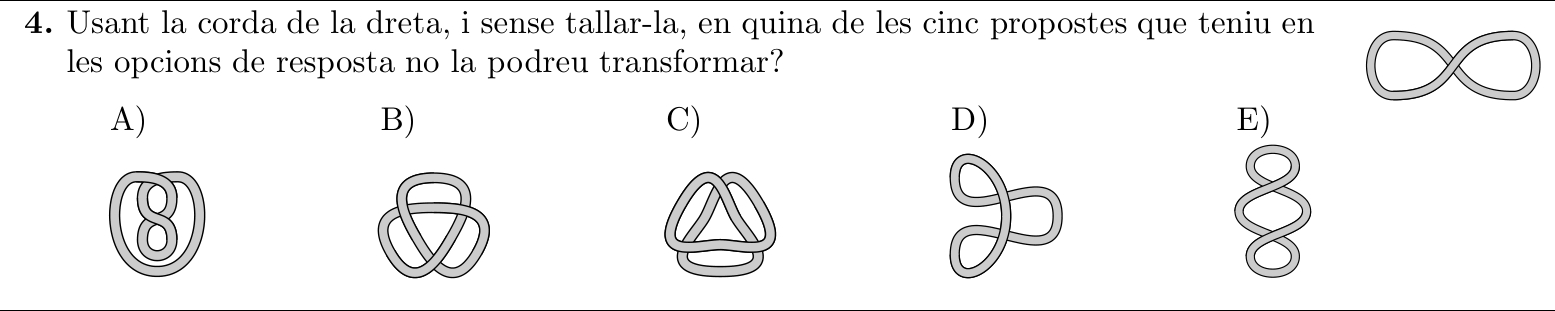 4. Usant la corda de la dreta, i sense tallar-la, en quina de les cinc propostes que teniu en
les opcions de resposta no la podreu transformar?
A) B) C) D) E)